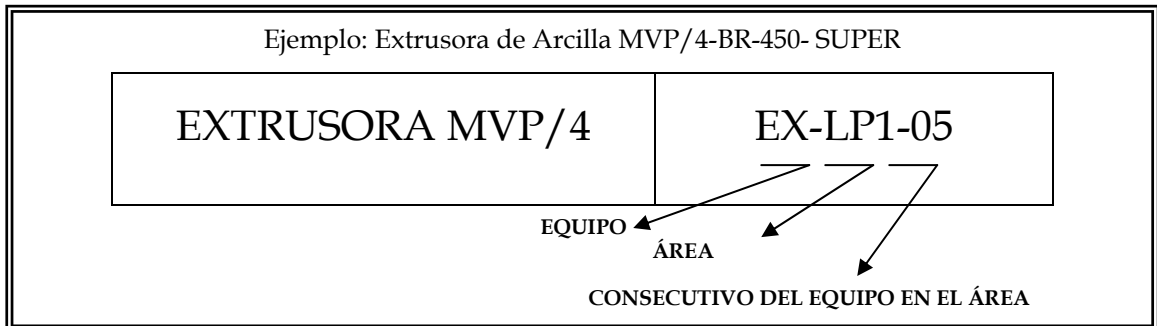 Ejemplo: Extrusora de Arcilla MVP/4-BR-450- SUPER
EXTRUSORA MVP/4
EX-LP1-05
EQUIPO
ÁREA
CONSECUTIVO DEL EQUIPO EN EL ÁREA